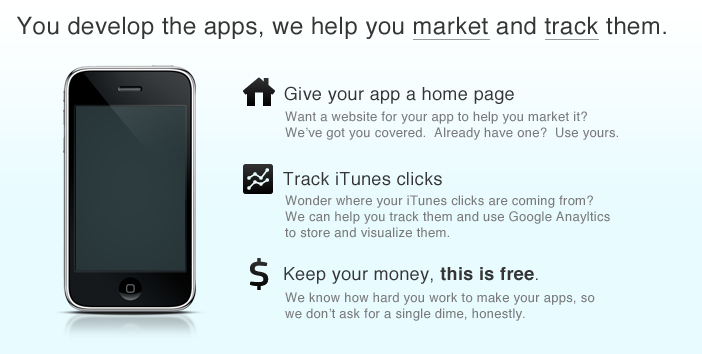 You develop the apps, we help you market and track them.
Give your app a home page
Want a website for your app to help you market it?
We've got you covered.  Already have one?  Use yours.
Track iTunes clicks
Wonder where your iTunes clicks are coming from?
We can help you track them and use Google Anayltics
to store and visualize them.
$
Keep your money, this is free.
We know how hard you work to make your apps, so
we don't ask for a single dime, honestly.